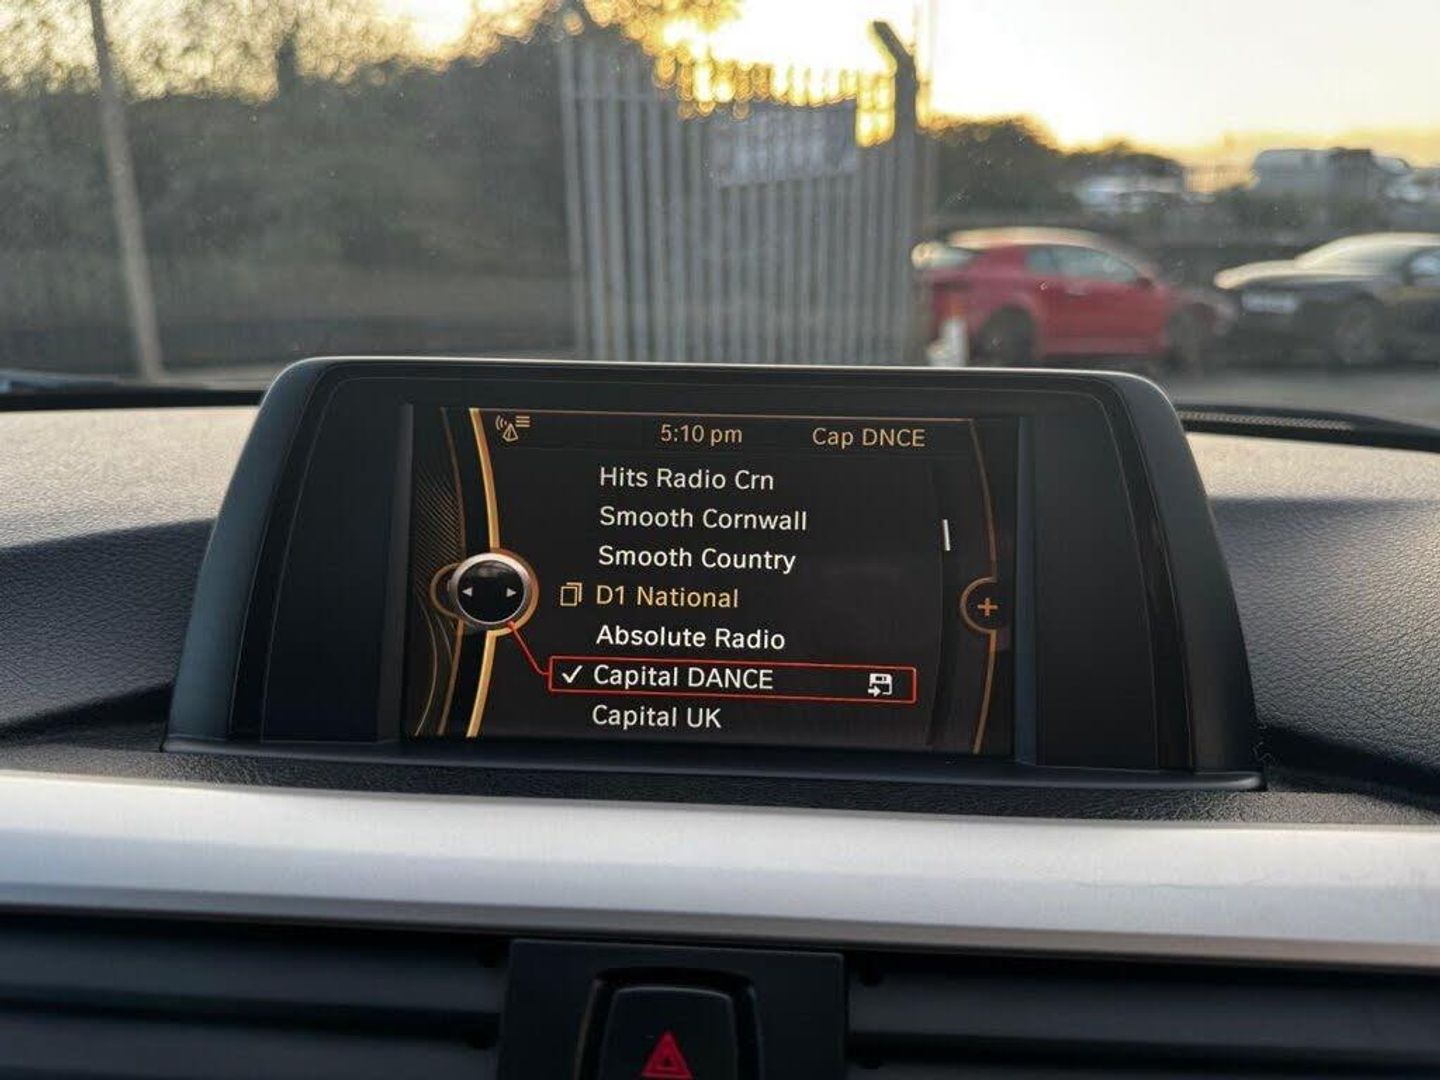 5:10 pm Cap DNCE
Hits Radio Crn
Smooth Cornwall
Smooth Country
D1 National
Absolute Radio
Capital DANCE
Capital UK